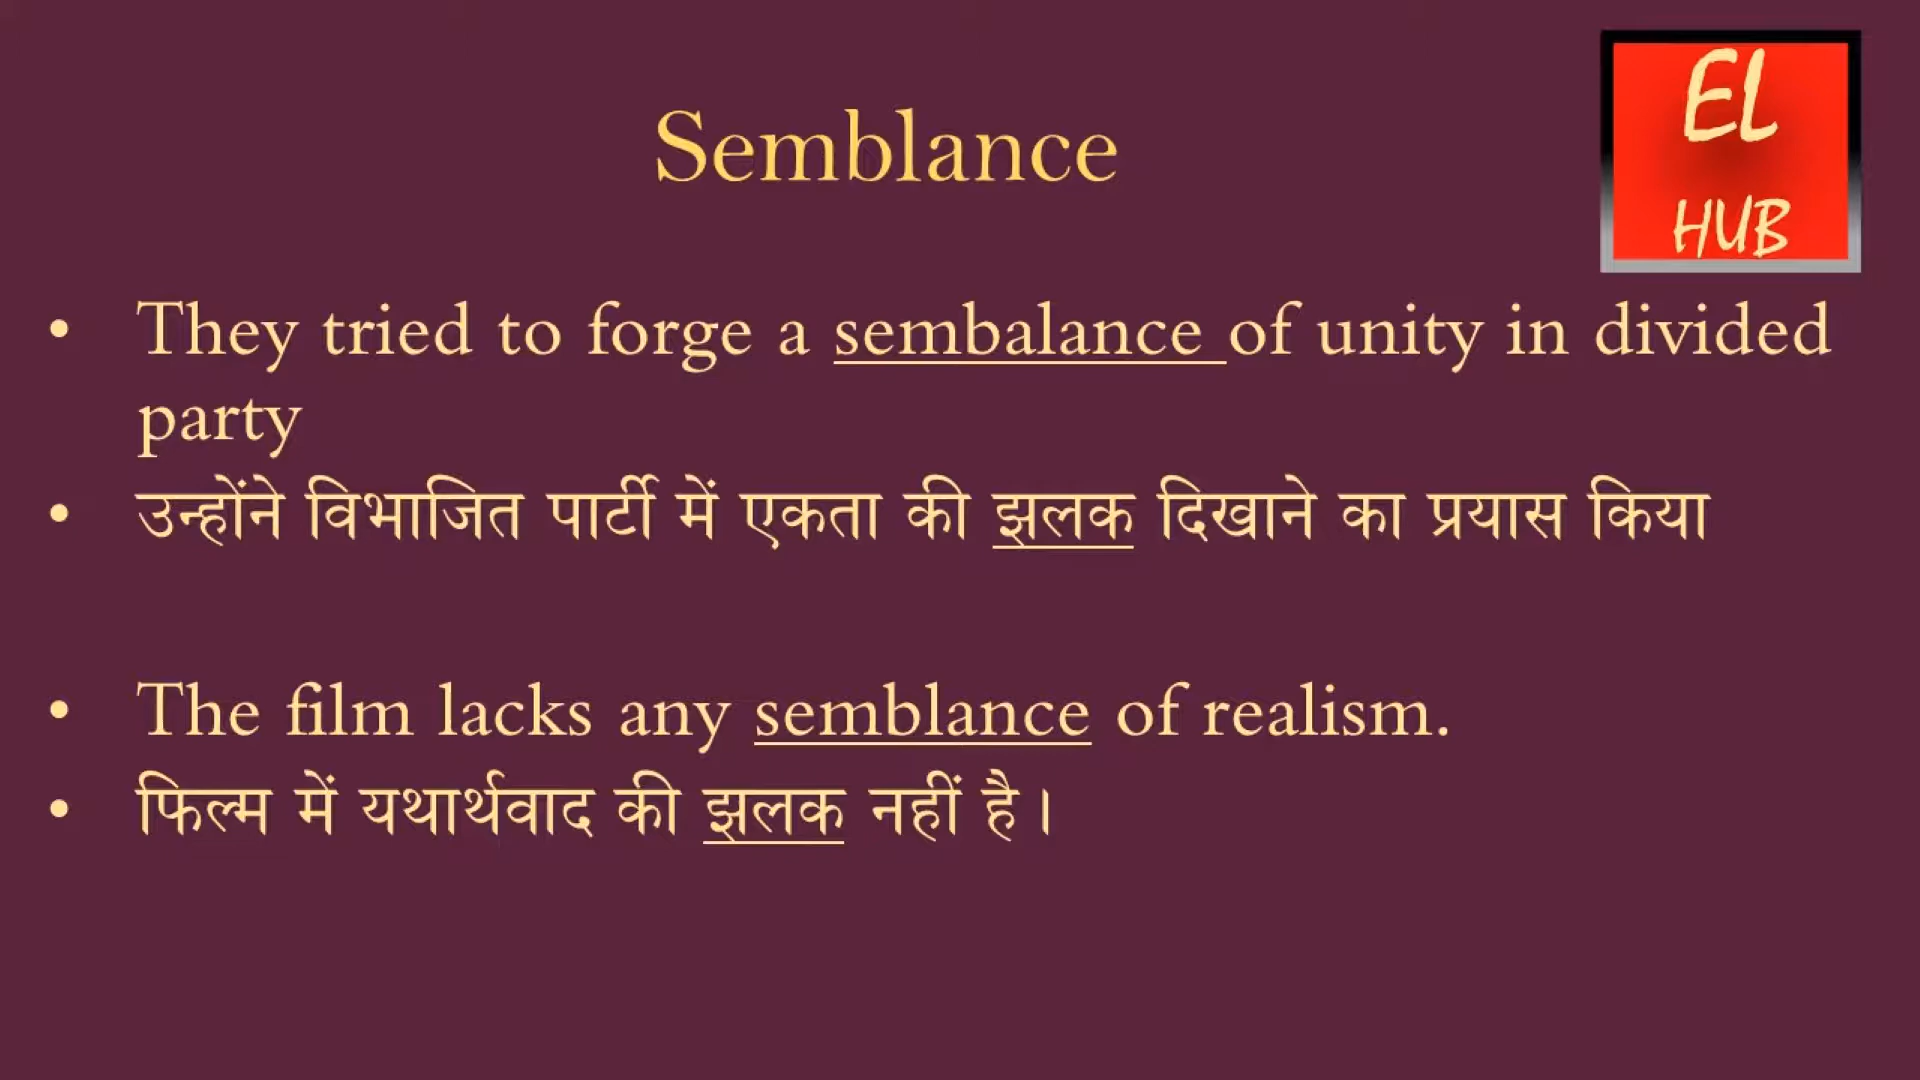 EL
HUB
Semblance
• They tried to forge a sembalance of unity in divided
party
• उन्होंने विभाजित पार्टी में एकता की झलक दिखाने का प्रयास किया
• The film lacks any semblance of realism.
• फिल्म में यथार्थवाद की झलक नहीं है।